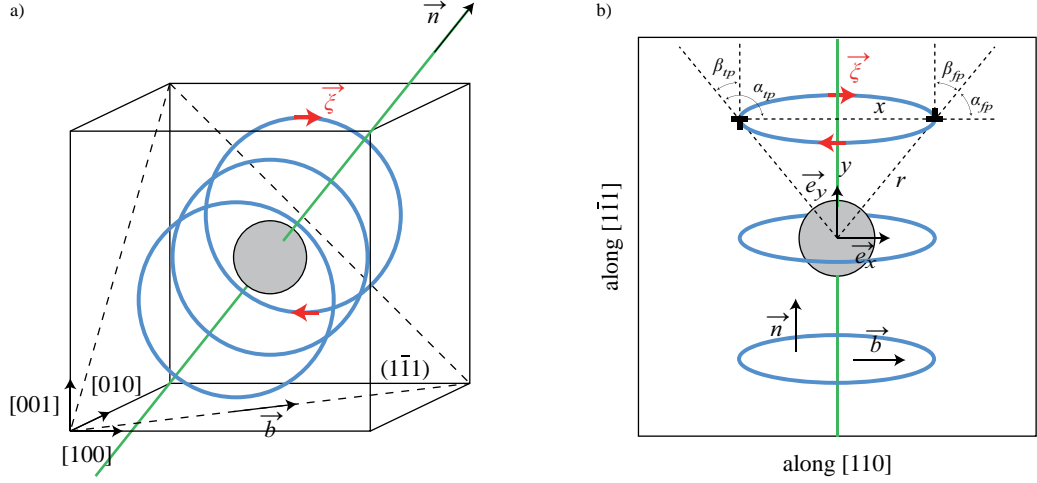 a)
n
ξ
(11̄1)
[010]
[001]
b
[100]
b)
β_tp
α_tp
ξ
x
β_fp
α_fp
y
r
e_y
e_x
n
b
along [11̄1]
along [110]